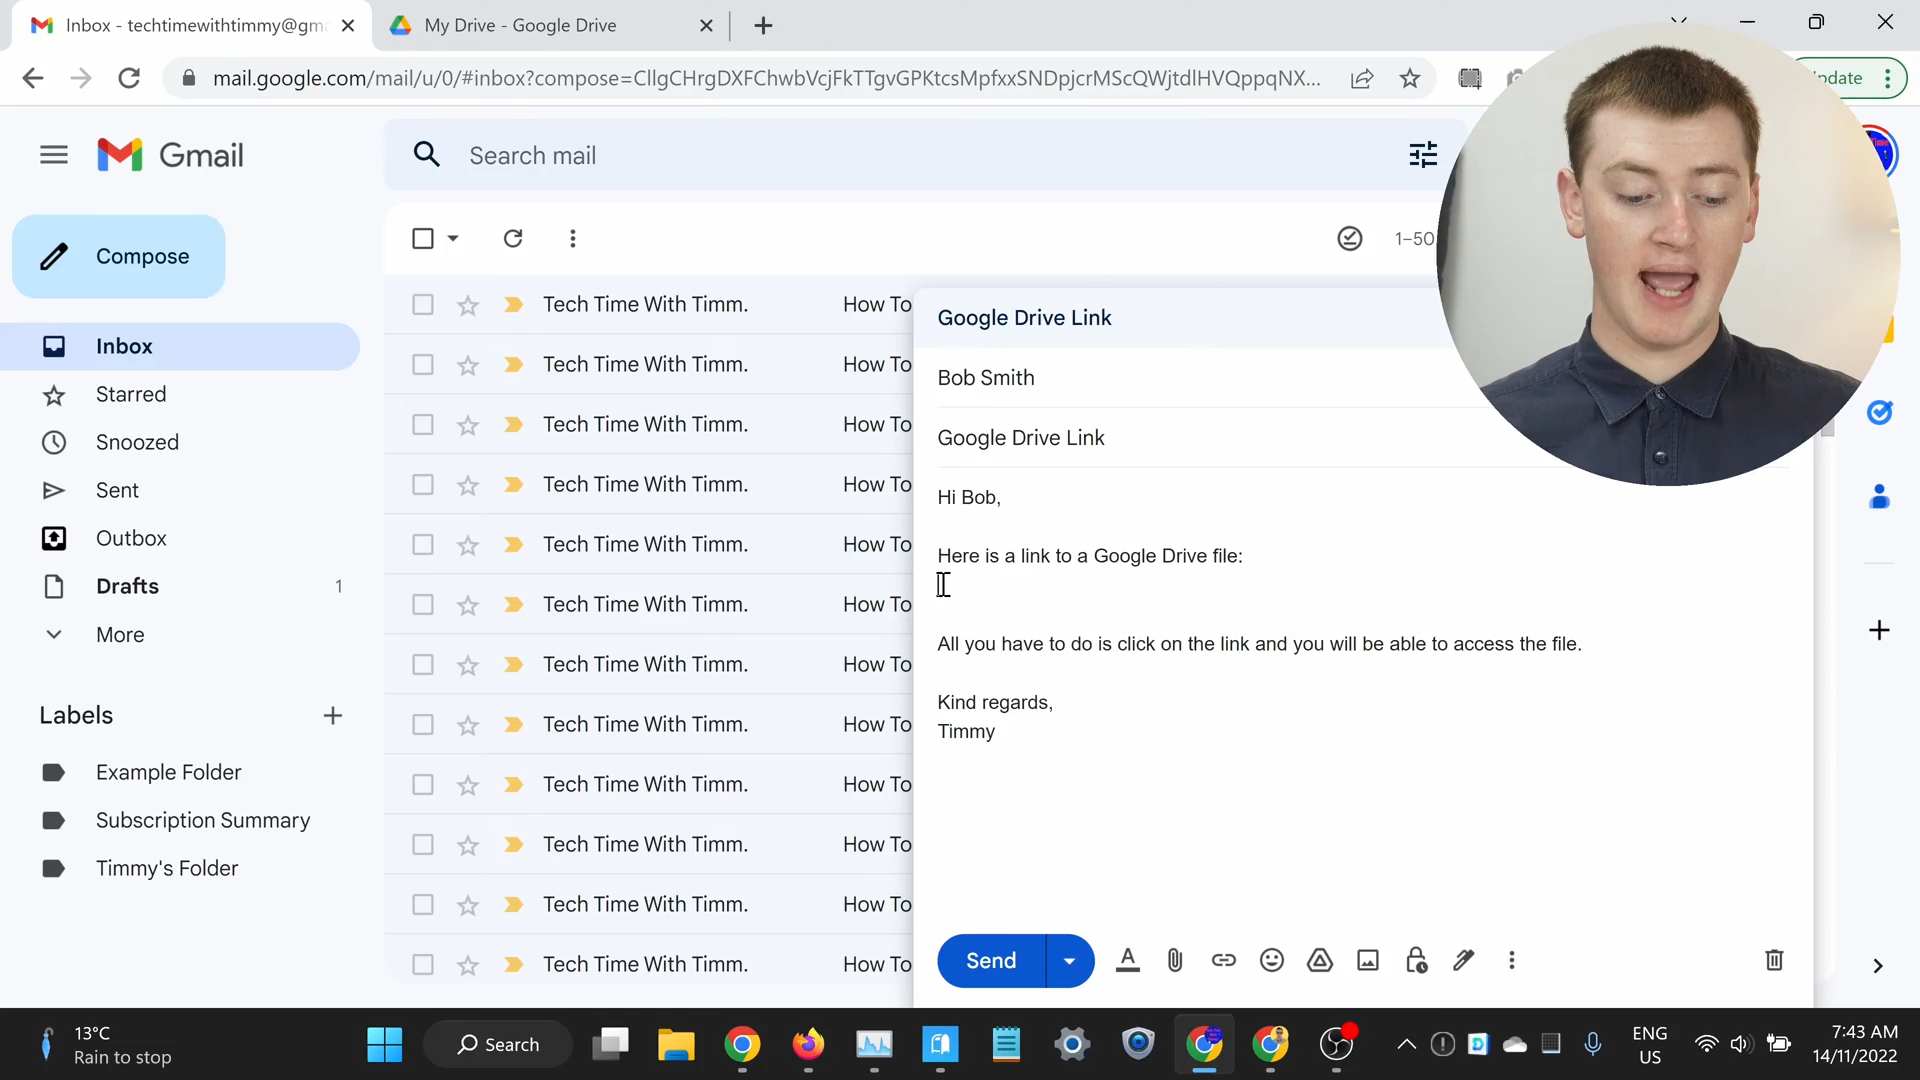 Inbox - techtimewithtimmy@gma
My Drive - Google Drive
mail.google.com/mail/u/0/#inbox?compose=CllgCHrgDXFChwbVcjFkTTgvGPKtcsMpfxxSNDpjcrMScQWjtdlHVQppqNX...
pdate
Gmail
Search mail
Compose
1–50
Inbox
Starred
Snoozed
Sent
Outbox
Drafts 1
More
Labels
Example Folder
Subscription Summary
Timmy's Folder
Tech Time With Timm. How To
Tech Time With Timm. How To
Tech Time With Timm. How To
Tech Time With Timm. How To
Tech Time With Timm. How To
Tech Time With Timm. How To
Tech Time With Timm. How To
Tech Time With Timm. How To
Tech Time With Timm. How To
Tech Time With Timm. How To
Tech Time With Timm. How To
Tech Time With Timm. How To
Google Drive Link
Bob Smith
Google Drive Link
Hi Bob,
Here is a link to a Google Drive file:
All you have to do is click on the link and you will be able to access the file.
Kind regards,
Timmy
Send
13°C
Rain to stop
Search
ENG
US
7:43 AM
14/11/2022